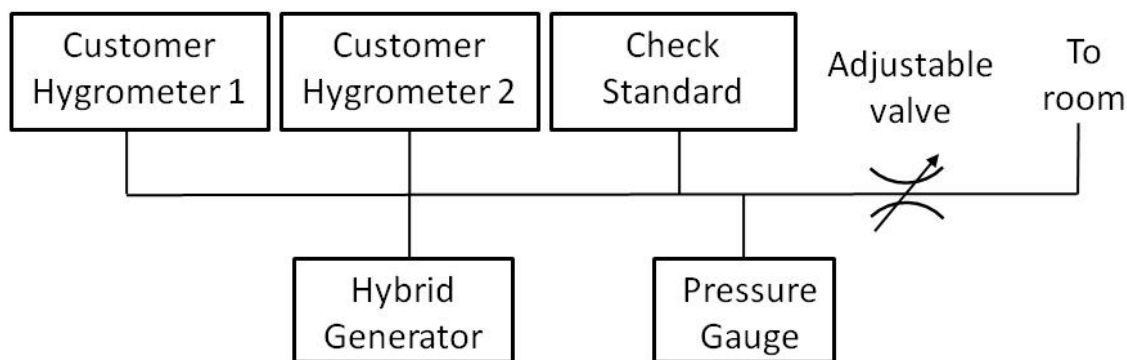 Customer
Hygrometer 1
Customer
Hygrometer 2
Check
Standard
Adjustable
valve
To
room
Hybrid
Generator
Pressure
Gauge